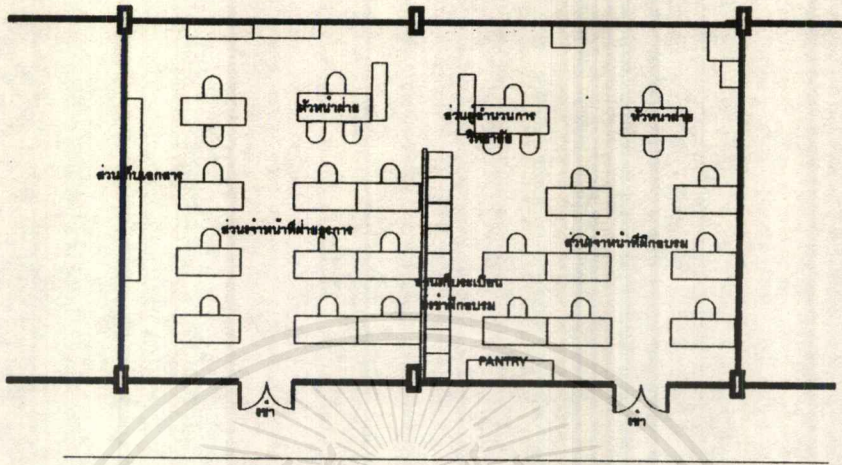 หัวหน้าฝ่าย
ส่วนผู้อำนวยการ
วิทยาลัย
หัวหน้าฝ่าย
ส่วนเก็บเอกสาร
ส่วนเจ้าหน้าที่ฝ่ายธุรการ
ส่วนเจ้าหน้าที่ฝึกอบรม
ส่วนเก็บระเบียน
ฝึกอบรม
PANTRY
เข้า
เข้า